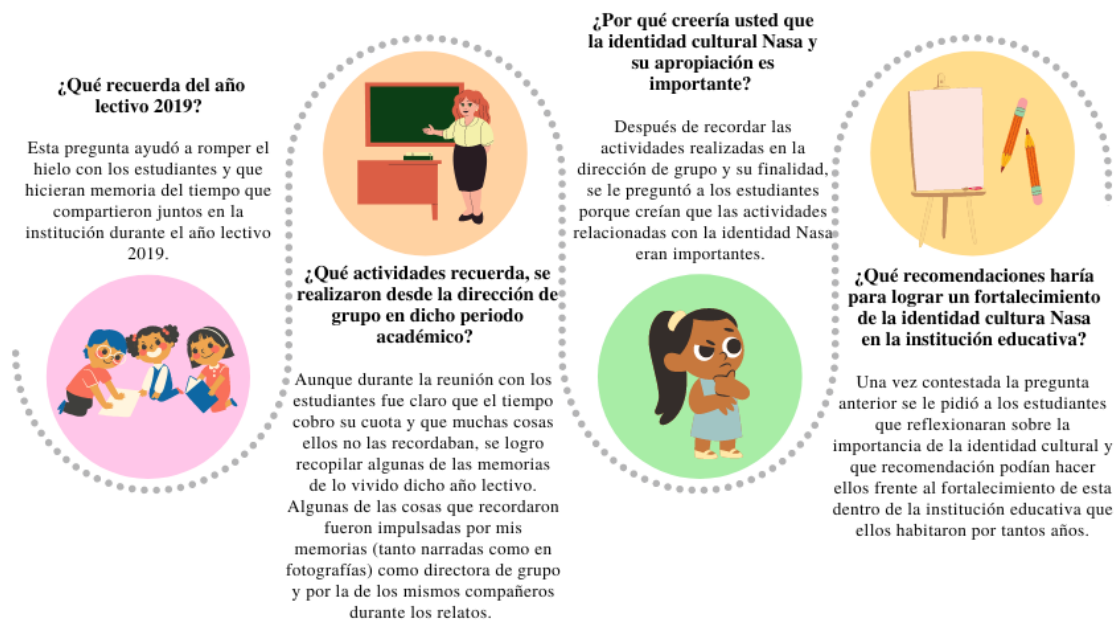 ¿Qué recuerda del año
lectivo 2019?
Esta pregunta ayudó a romper el
hielo con los estudiantes y que
hicieran memoria del tiempo que
compartieron juntos en la
institución durante el año lectivo
2019.
¿Qué actividades recuerda, se
realizaron desde la dirección de
grupo en dicho periodo
académico?
Aunque durante la reunión con los
estudiantes fue claro que el tiempo
cobro su cuota y que muchas cosas
ellos no las recordaban, se logro
recopilar algunas de las memorias
de lo vivido dicho año lectivo.
Algunas de las cosas que recordaron
fueron impulsadas por mis
memorias (tanto narradas como en
fotografías) como directora de grupo
y por la de los mismos compañeros
durante los relatos.
¿Por qué creería usted que
la identidad cultural Nasa y
su apropiación es
importante?
Después de recordar las
actividades realizadas en la
dirección de grupo y su finalidad,
se le preguntó a los estudiantes
porque creían que las actividades
relacionadas con la identidad Nasa
eran importantes.
¿Qué recomendaciones haría
para lograr un fortalecimiento
de la identidad cultura Nasa
en la institución educativa?
Una vez contestada la pregunta
anterior se le pidió a los estudiantes
que reflexionaran sobre la
importancia de la identidad cultural y
que recomendación podían hacer
ellos frente al fortalecimiento de esta
dentro de la institución educativa que
ellos habitaron por tantos años.